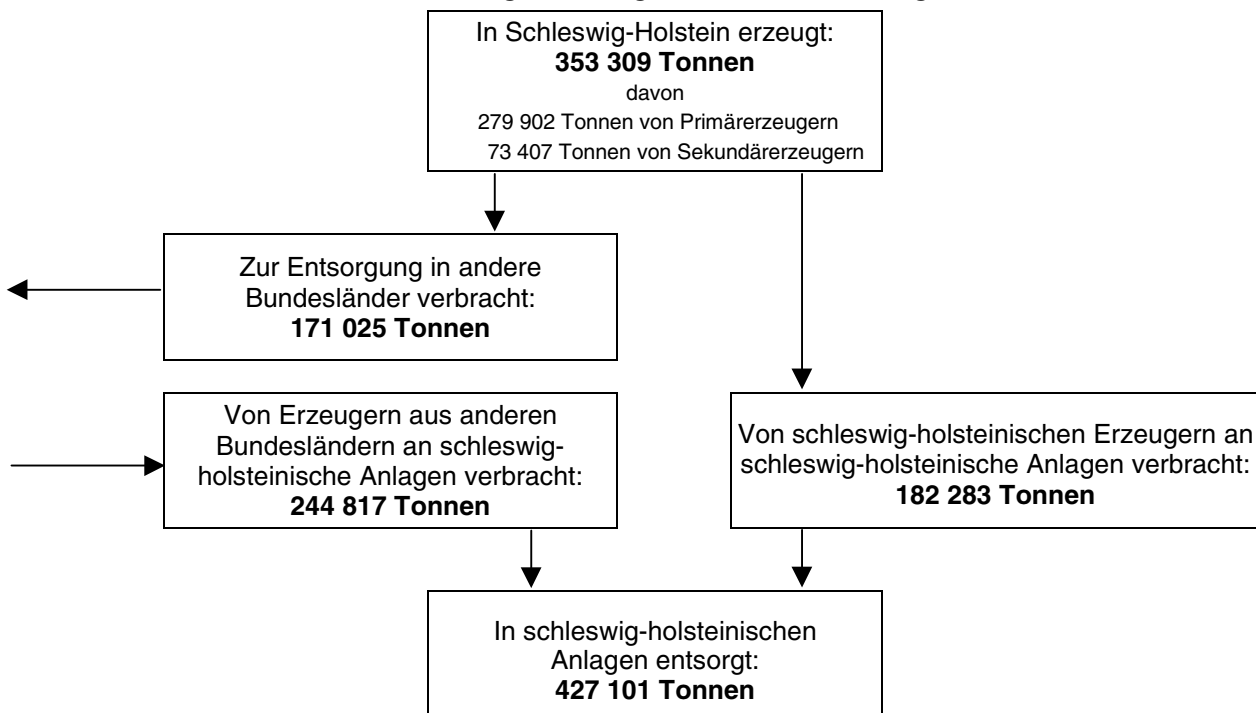 In Schleswig-Holstein erzeugt:
353 309 Tonnen
davon
279 902 Tonnen von Primärerzeugern
73 407 Tonnen von Sekundärerzeugern
Zur Entsorgung in andere
Bundesländer verbracht:
171 025 Tonnen
Von Erzeugern aus anderen
Bundesländern an schleswig-
holsteinische Anlagen verbracht:
244 817 Tonnen
Von schleswig-holsteinischen Erzeugern an
schleswig-holsteinische Anlagen verbracht:
182 283 Tonnen
In schleswig-holsteinischen
Anlagen entsorgt:
427 101 Tonnen